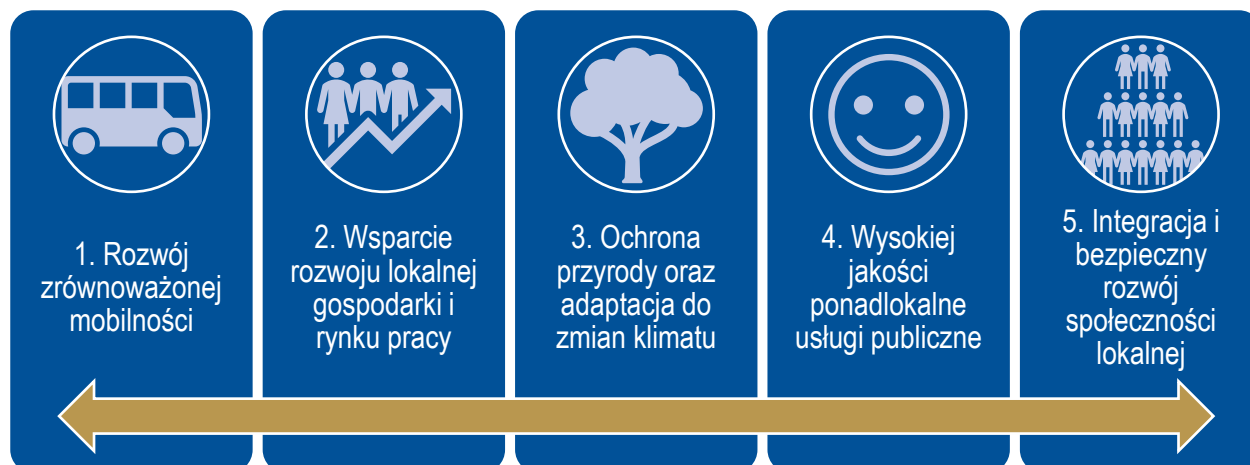 1. Rozwój
zrównoważonej
mobilności
2. Wsparcie
rozwoju lokalnej
gospodarki i
rynku pracy
3. Ochrona
przyrody oraz
adaptacja do
zmian klimatu
4. Wysokiej
jakości
ponadlokalne
usługi publiczne
5. Integracja i
bezpieczny
rozwój
społeczności
lokalnej